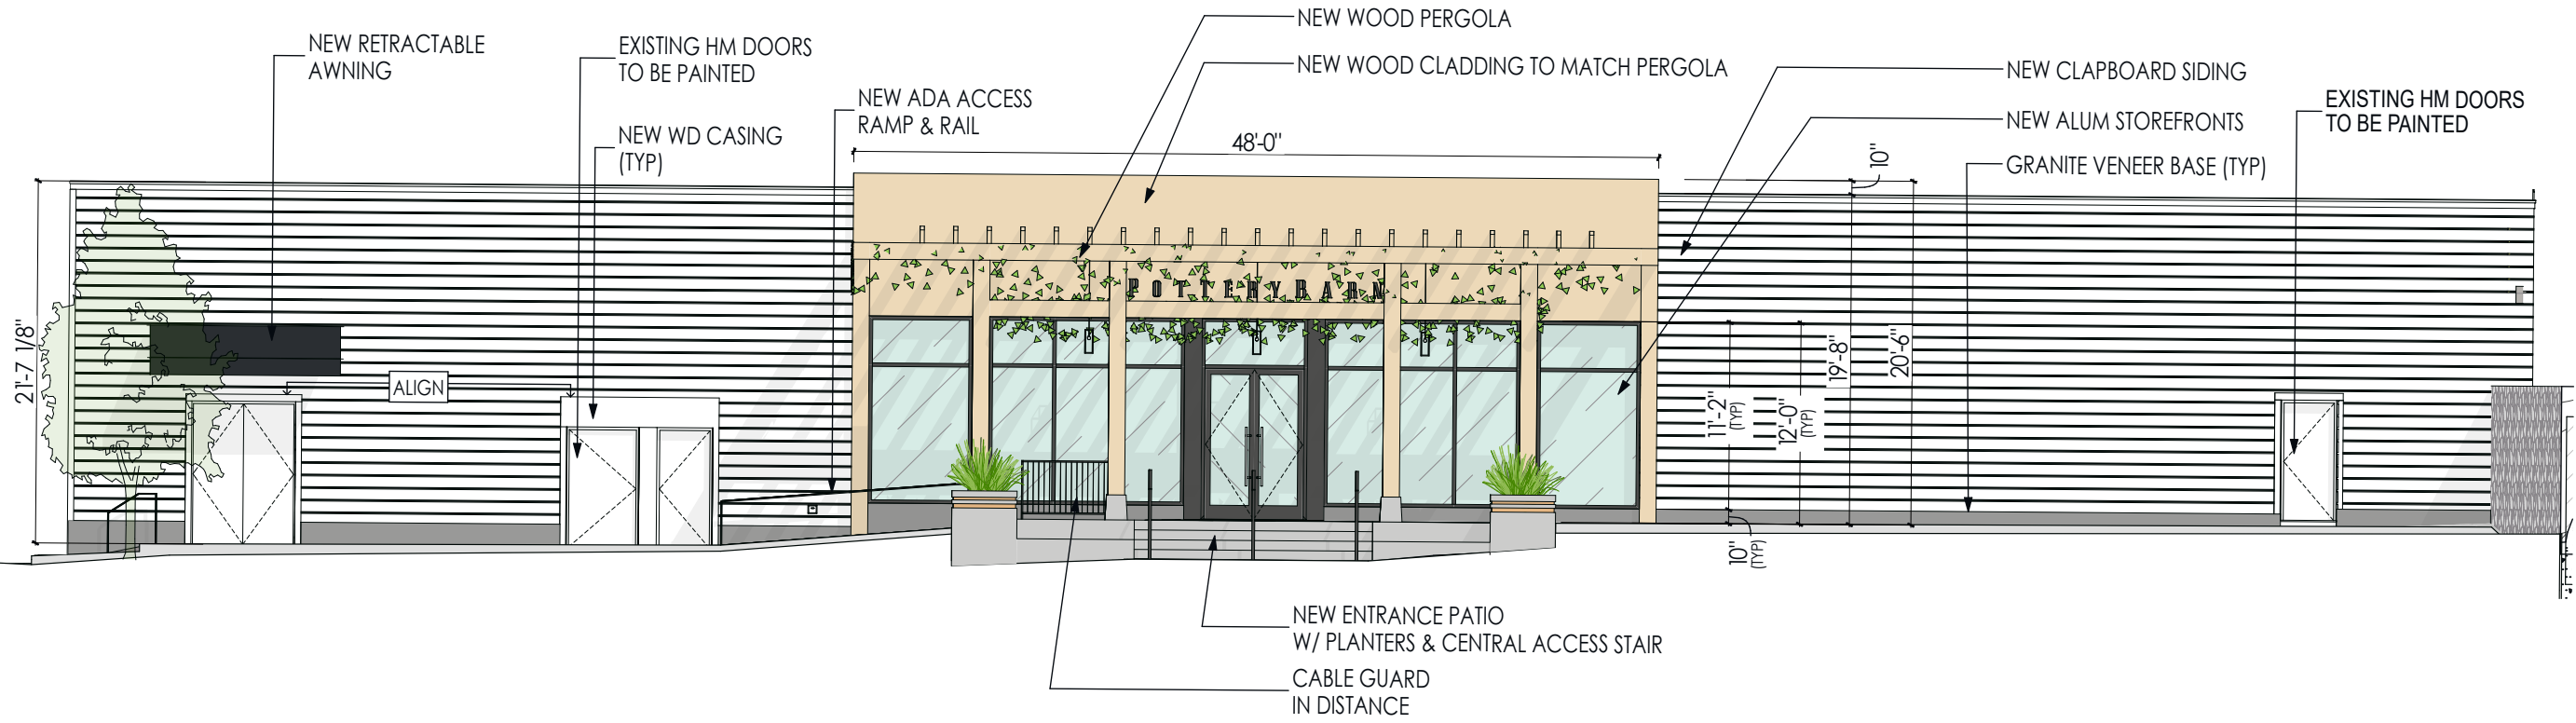 NEW WOOD PERGOLA
NEW RETRACTABLE
AWNING
EXISTING HM DOORS
TO BE PAINTED
NEW WOOD CLADDING TO MATCH PERGOLA
NEW CLAPBOARD SIDING
NEW ADA ACCESS
RAMP & RAIL
EXISTING HM DOORS
TO BE PAINTED
NEW WD CASING
(TYP)
NEW ALUM STOREFRONTS
48'-0"
10"
GRANITE VENEER BASE (TYP)
POTTERY BARN
21'-7 1/8"
ALIGN
19'-8"
20'-6"
11'-2"
(TYP)
12'-0"
(TYP)
10"
(TYP)
NEW ENTRANCE PATIO
W/ PLANTERS & CENTRAL ACCESS STAIR
CABLE GUARD
IN DISTANCE